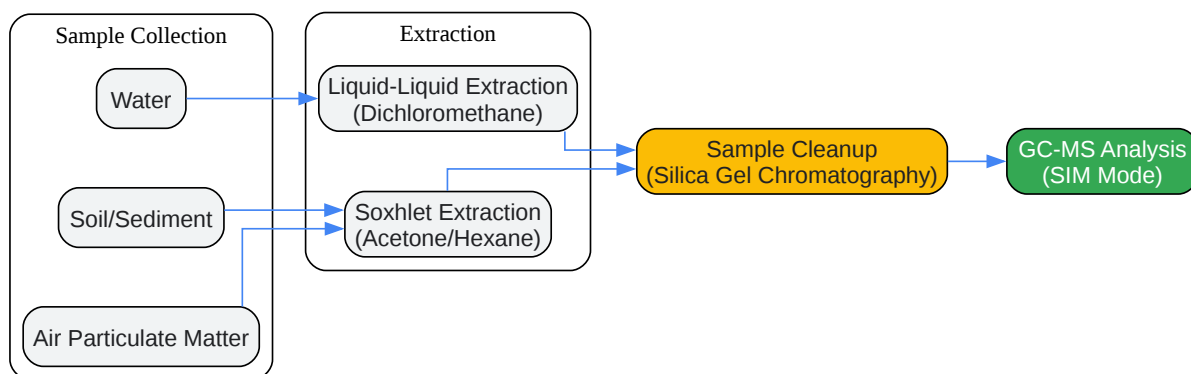 Sample Collection
Water
Soil/Sediment
Air Particulate Matter
Extraction
Liquid-Liquid Extraction
(Dichloromethane)
Soxhlet Extraction
(Acetone/Hexane)
Sample Cleanup
(Silica Gel Chromatography)
GC-MS Analysis
(SIM Mode)